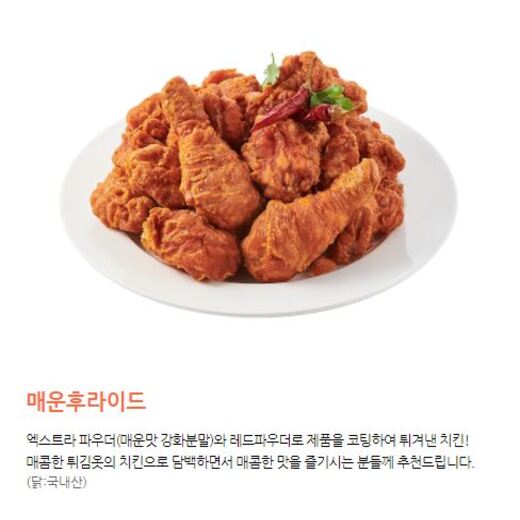 매운후라이드
엑스트라 파우더(매운맛 강화분말)와 레드파우더로 제품을 코팅하여 튀겨낸 치킨!
매콤한 튀김옷의 치킨으로 담백하면서 매콤한 맛을 즐기시는 분들께 추천드립니다.
(닭:국내산)